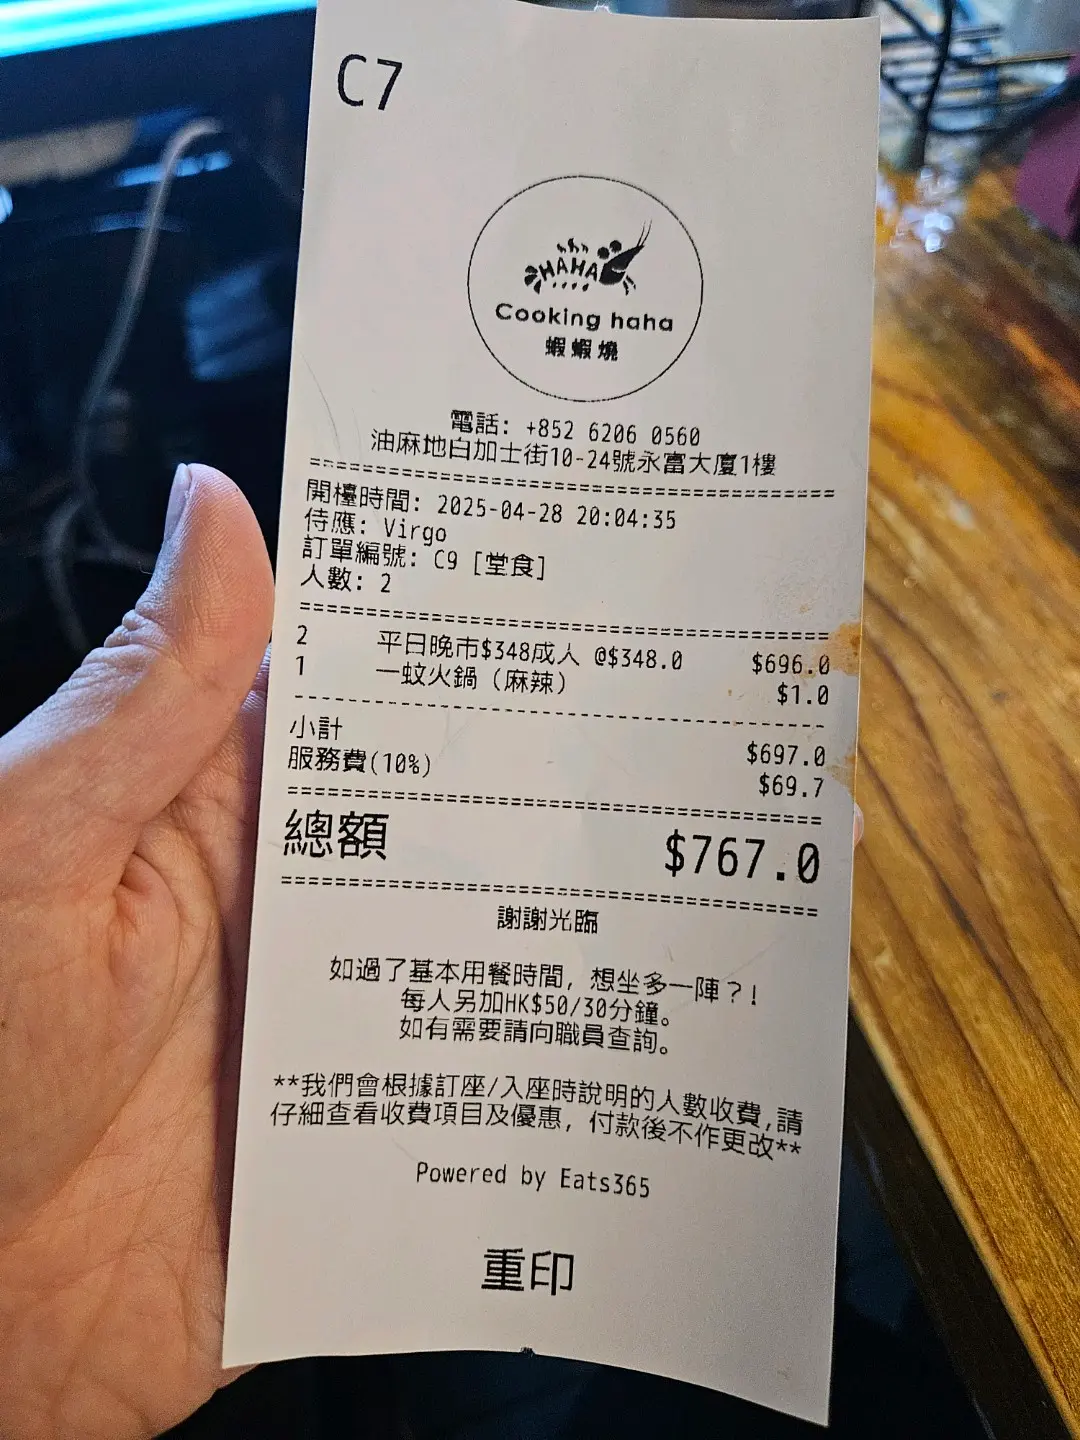 C7
HAHA
Cooking haha
蝦蝦燒
電話: +852 6206 0560
油麻地白加士街10-24號永富大廈1樓
開檯時間: 2025-04-28 20:04:35
侍應: Virgo
訂單編號: C9 [堂食]
人數: 2
2 平日晚市$348成人 @$348.0 $696.0
1 一蚊火鍋（麻辣） $1.0
小計 $697.0
服務費(10%) $69.7
總額 $767.0
謝謝光臨
如過了基本用餐時間，想坐多一陣？!
每人另加HK$50/30分鐘。
如有需要請向職員查詢。
**我們會根據訂座/入座時說明的人數收費,請
仔細查看收費項目及優惠，付款後不作更改**
Powered by Eats365
重印